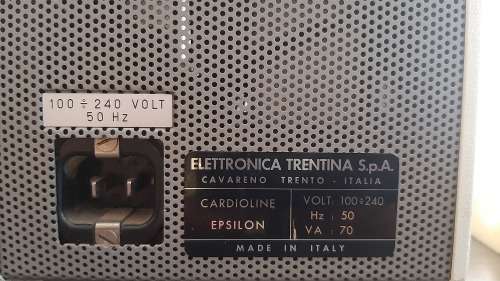 100 ÷ 240 VOLT
50 Hz
ELETTRONICA TRENTINA S.p.A.
CAVARENO TRENTO - ITALIA
CARDIOLINE
EPSILON
VOLT: 100÷240
Hz : 50
VA : 70
MADE IN ITALY